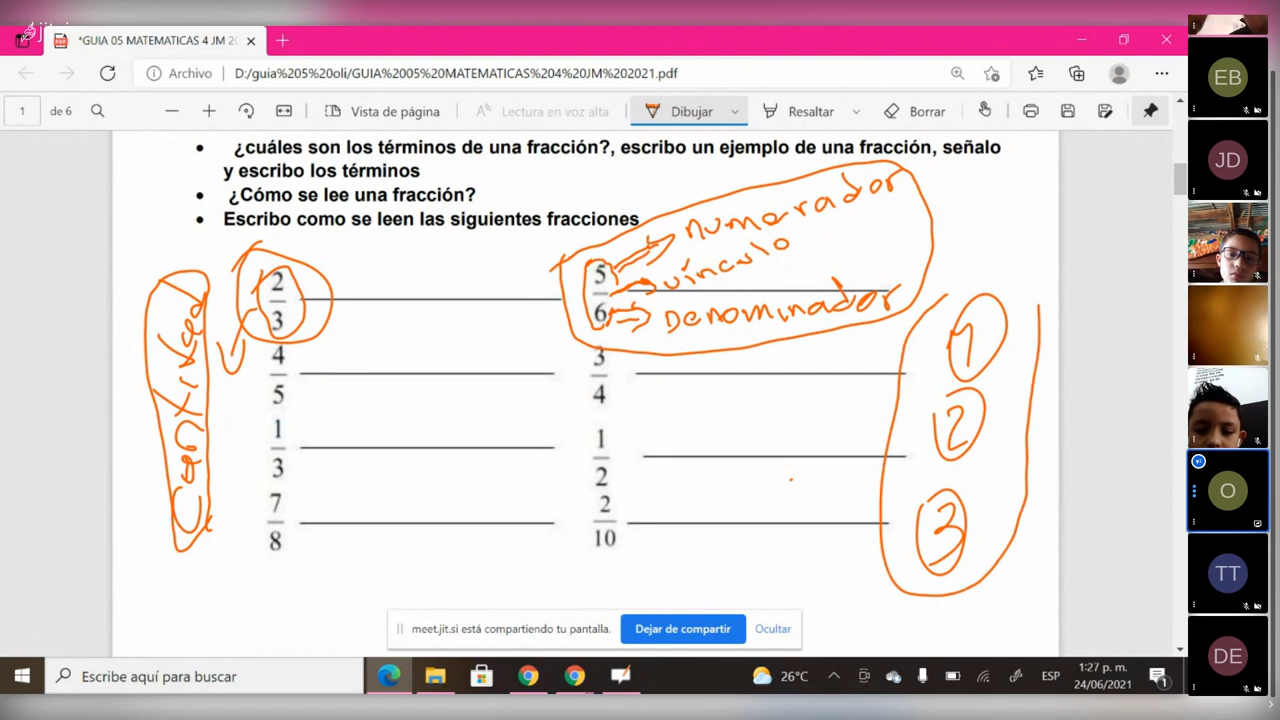 jitsi
*GUIA 05 MATEMATICAS 4 JM 20
Archivo D:/guia%205%20oli/GUIA%2005%20MATEMATICAS%204%20JM%202021.pdf
1 de 6 Vista de página Lectura en voz alta Dibujar Resaltar Borrar
¿cuáles son los términos de una fracción?, escribo un ejemplo de una fracción, señalo
y escribo los términos
¿Cómo se lee una fracción?
Escribo como se leen las siguientes fracciones
numerador
vínculo
Denominador
2/3 5/6
4/5 3/4
1/3 1/2
7/8 2/10
1
2
3
meet.jit.si está compartiendo tu pantalla. Dejar de compartir Ocultar
Escribe aquí para buscar
26°C ESP 1:27 p. m.
24/06/2021
1
EB
JD
O
TT
DE